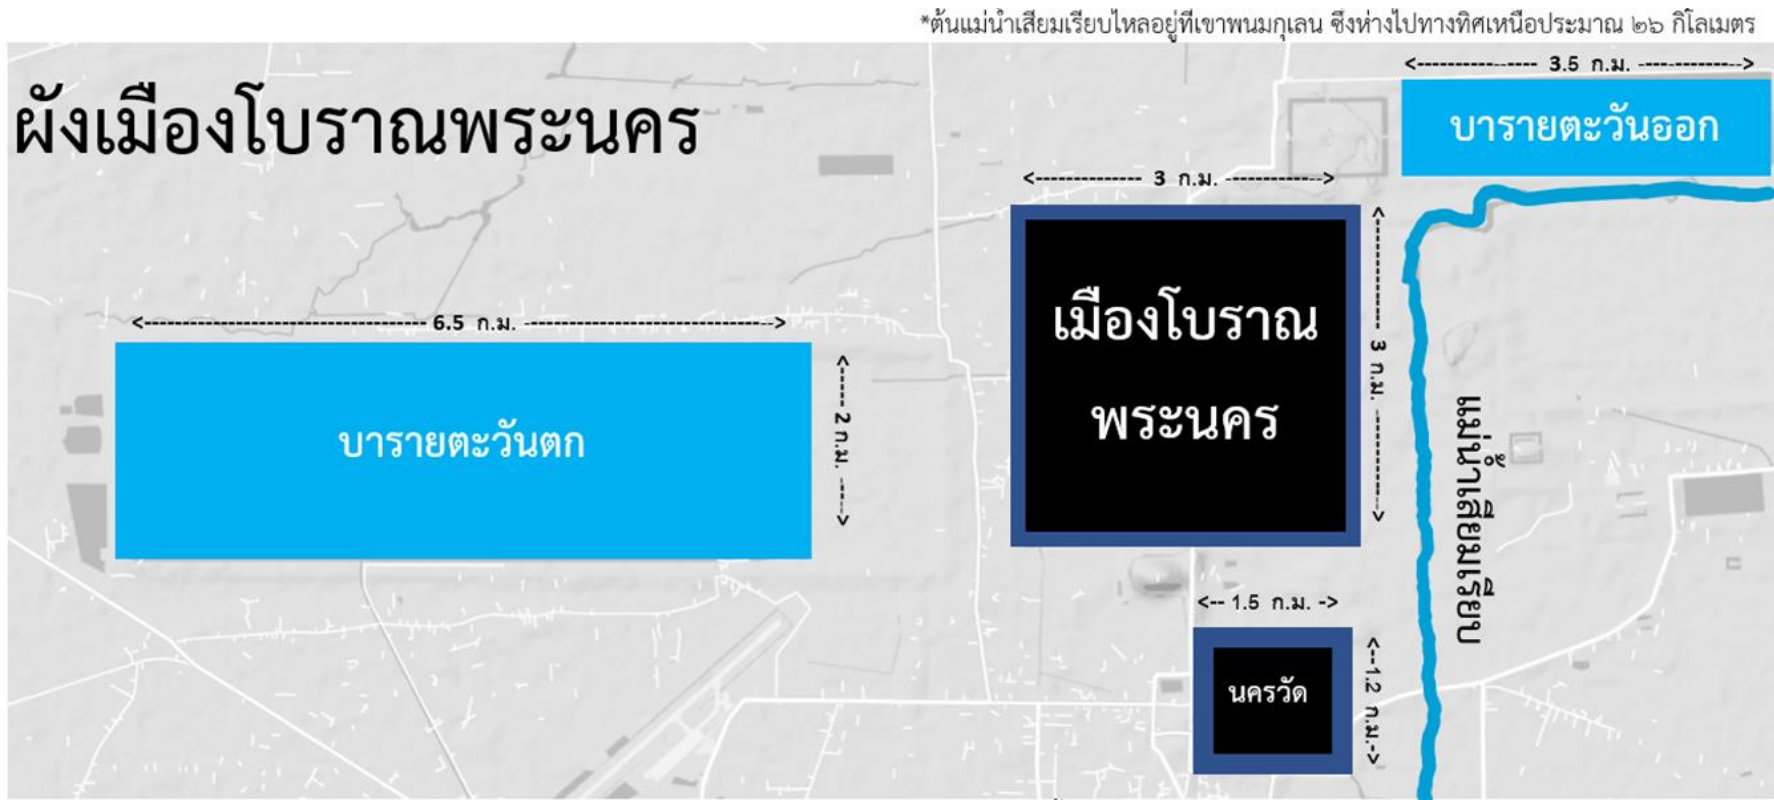 *ต้นแม่น้ำเสียมเรียบไหลอยู่ที่เขาพนมกุเลน ซึ่งห่างไปทางทิศเหนือประมาณ ๒๖ กิโลเมตร
<--------------- 3.5 ก.ม. ------------->
ผังเมืองโบราณพระนคร
บารายตะวันออก
<-------------- 3 ก.ม. ------------->
<---------------------------------- 6.5 ก.ม. -------------------------------->
เมืองโบราณ
พระนคร
<------------ 3 ก.ม. ------------>
บารายตะวันตก
<----- 2 ก.ม. ----->
แม่น้ำเสียมเรียบ
<-- 1.5 ก.ม. ->
นครวัด
<--1.2 ก.ม.->